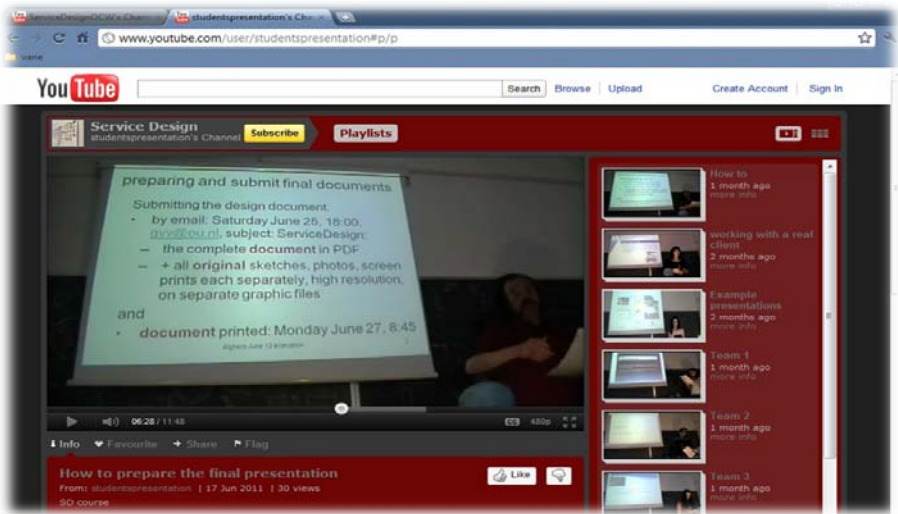 ServiceDesignDCW's Chan
studentspresentation's Cha
www.youtube.com/user/studentspresentation#p/p
varie
YouTube
Search
Browse
Upload
Create Account
Sign In
Service Design
studentspresentation's Channel
Subscribe
Playlists
preparing and submit final documents
Submitting the design document:
• by email: Saturday June 25, 18:00,
gvv@ou.nl, subject: ServiceDesign:
– the complete document in PDF
– + all original sketches, photos, screen
prints each separately, high resolution,
on separate graphic files
and
• document printed: Monday June 27, 8:45
06:28 / 11:48
CC
480p
Info
Favourite
Share
Flag
How to prepare the final presentation
From: studentspresentation | 17 Jun 2011 | 30 views
SD course
Like
How to
1 month ago
more info
working with a real
client
2 months ago
more info
Example
presentations
2 months ago
more info
Team 1
1 month ago
more info
Team 2
1 month ago
more info
Team 3
1 month ago
more info